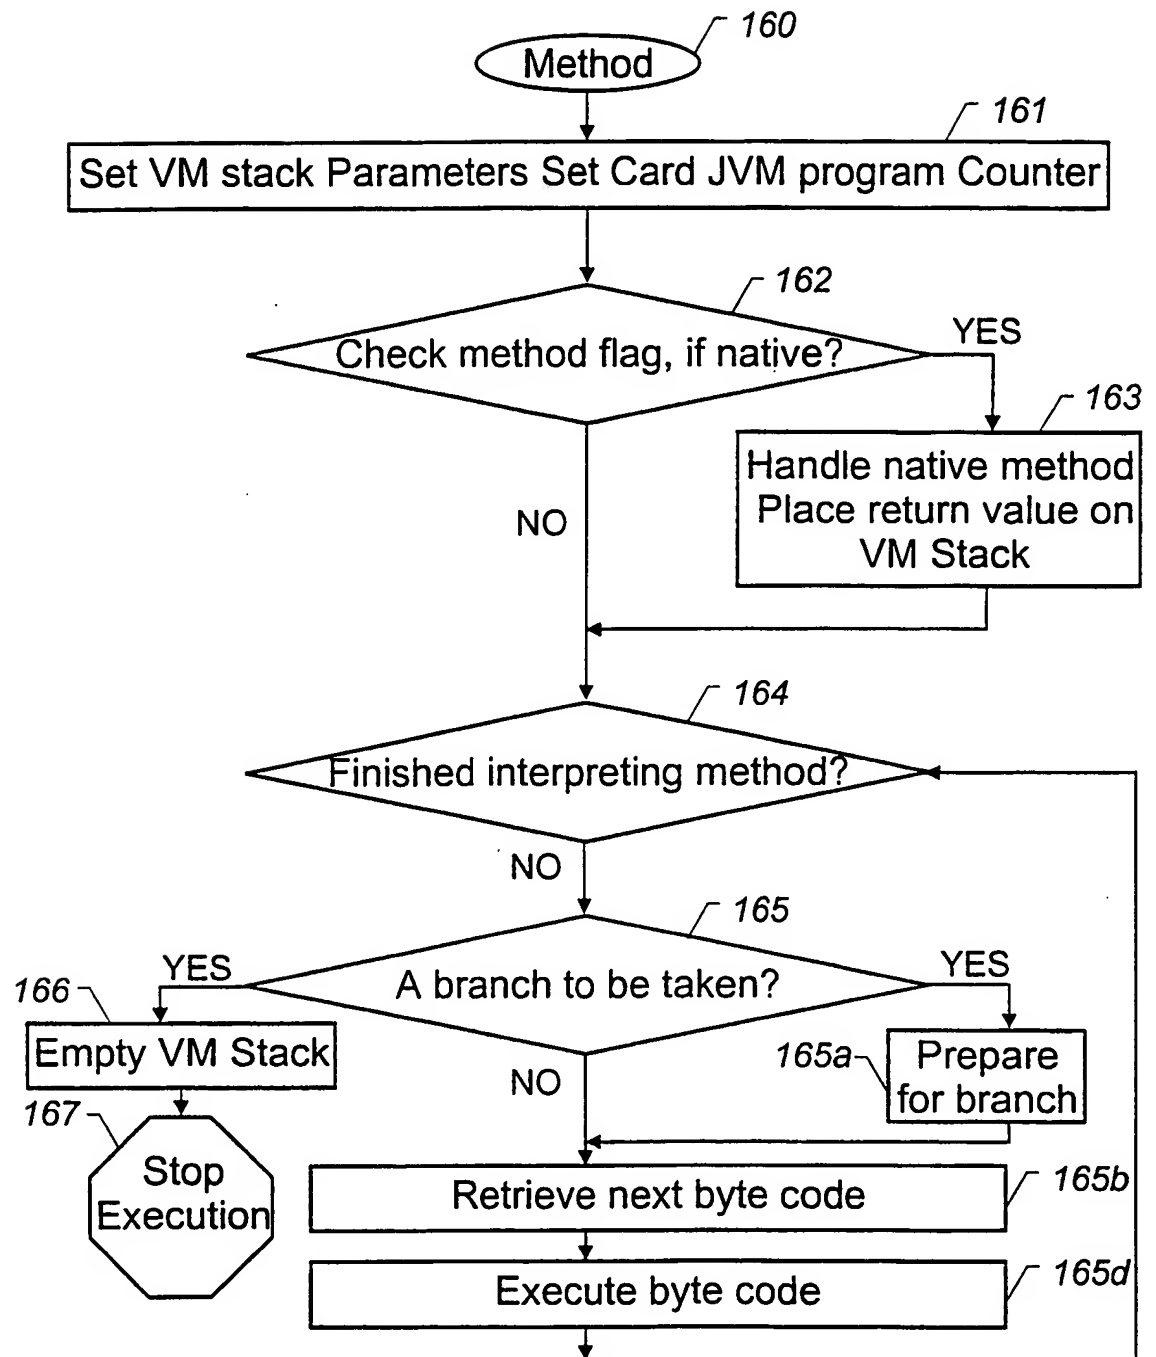 160
Method
161
Set VM stack Parameters Set Card JVM program Counter
162
Check method flag, if native?
YES
163
Handle native method
Place return value on
VM Stack
NO
164
Finished interpreting method?
NO
165
A branch to be taken?
YES
YES
166
Empty VM Stack
165a
Prepare
for branch
NO
167
Stop
Execution
Retrieve next byte code
165b
Execute byte code
165d